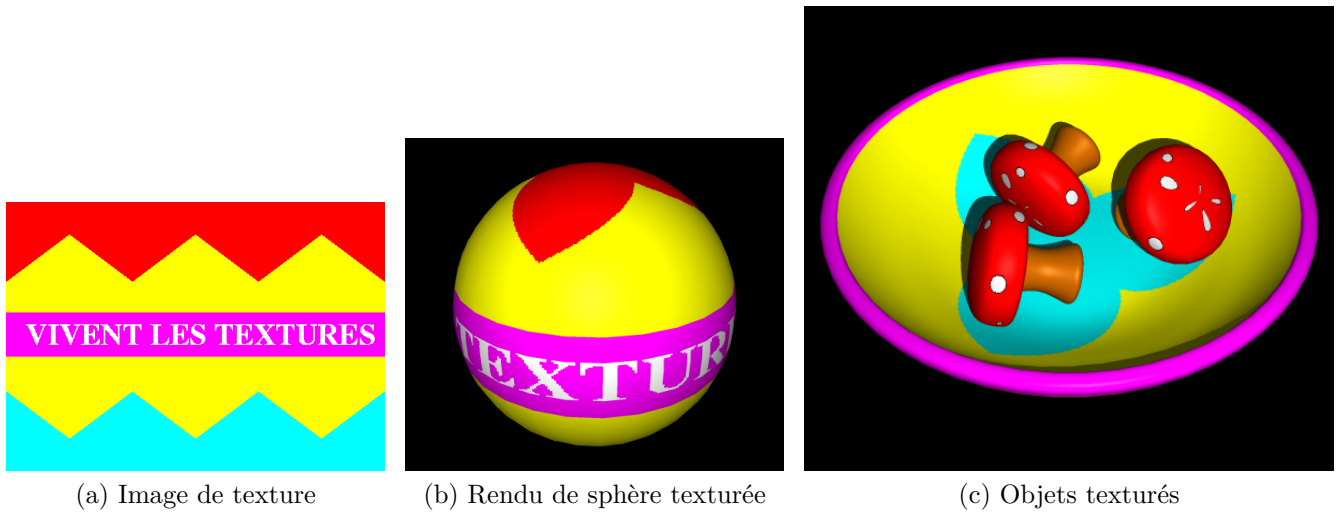 VIVENT LES TEXTURES
TEXTUR
(a) Image de texture
(b) Rendu de sphère texturée
(c) Objets texturés